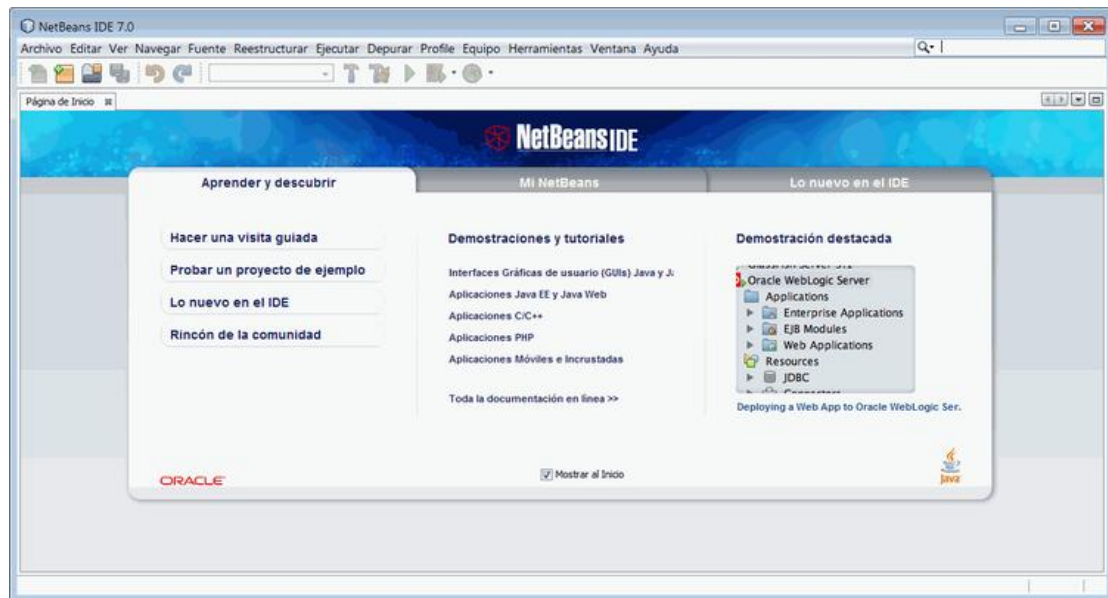 NetBeans IDE 7.0
Archivo Editar Ver Navegar Fuente Reestructurar Ejecutar Depurar Profile Equipo Herramientas Ventana Ayuda
Página de Inicio
NetBeans IDE
Aprender y descubrir
Mi NetBeans
Lo nuevo en el IDE
Hacer una visita guiada
Probar un proyecto de ejemplo
Lo nuevo en el IDE
Rincón de la comunidad
Demostraciones y tutoriales
Interfaces Gráficas de usuario (GUIs) Java y J
Aplicaciones Java EE y Java Web
Aplicaciones C/C++
Aplicaciones PHP
Aplicaciones Móviles e Incrustadas
Toda la documentación en línea >>
Demostración destacada
Oracle WebLogic Server
Applications
Enterprise Applications
EJB Modules
Web Applications
Resources
JDBC
Deploying a Web App to Oracle WebLogic Ser.
ORACLE
Mostrar al Inicio
Java